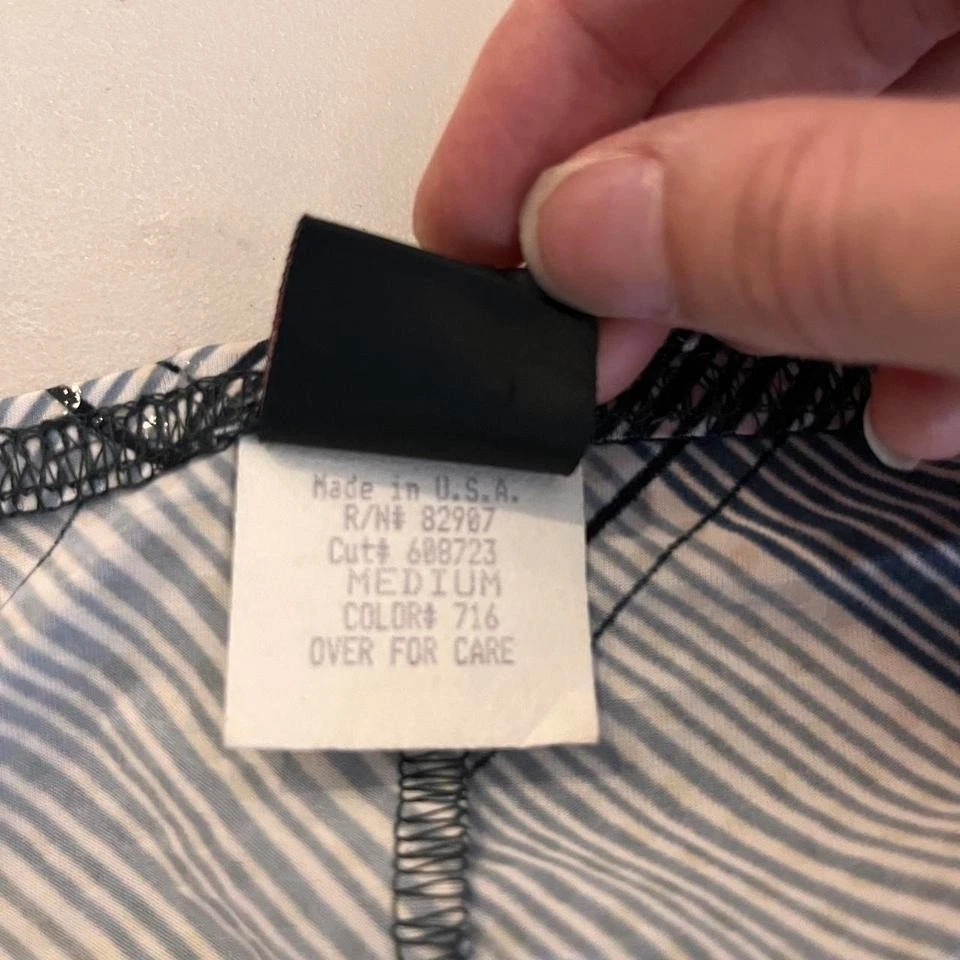 Made in U.S.A.
R/N# 82907
Cut# 608723
MEDIUM
COLOR# 716
OVER FOR CARE